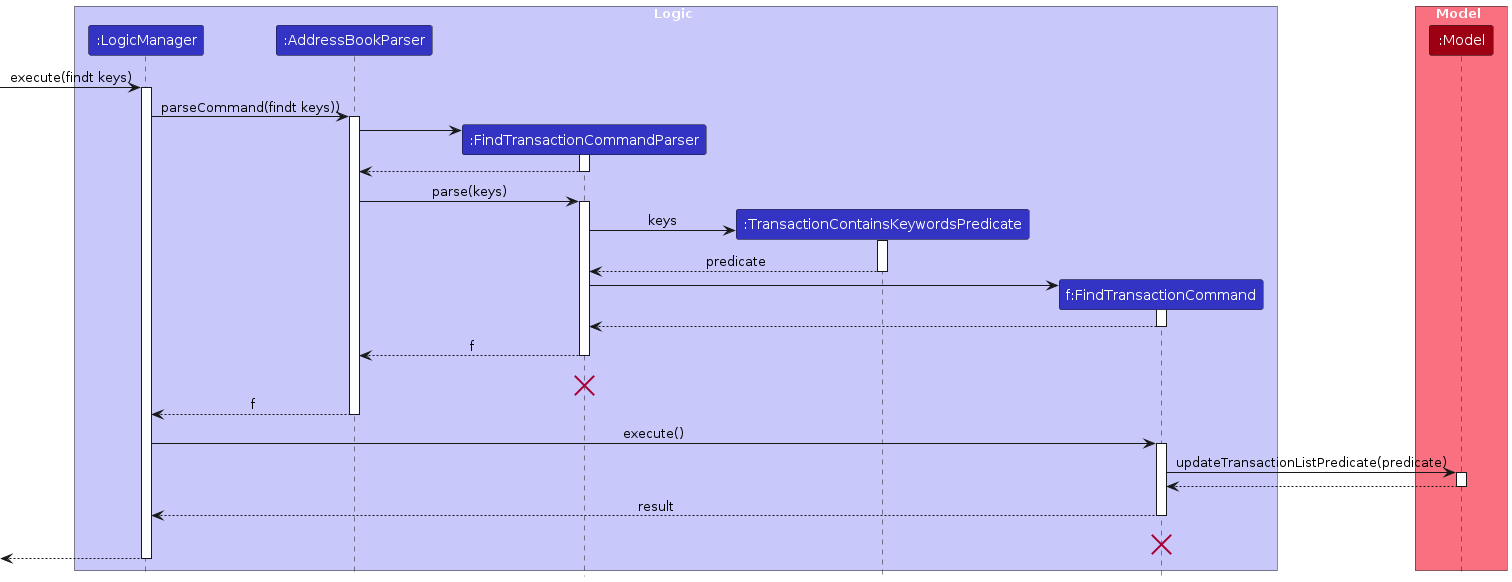 Logic
Model
:LogicManager
:AddressBookParser
:Model
execute(findt keys)
parseCommand(findt keys))
:FindTransactionCommandParser
parse(keys)
keys
:TransactionContainsKeywordsPredicate
predicate
f:FindTransactionCommand
f
f
execute()
updateTransactionListPredicate(predicate)
result